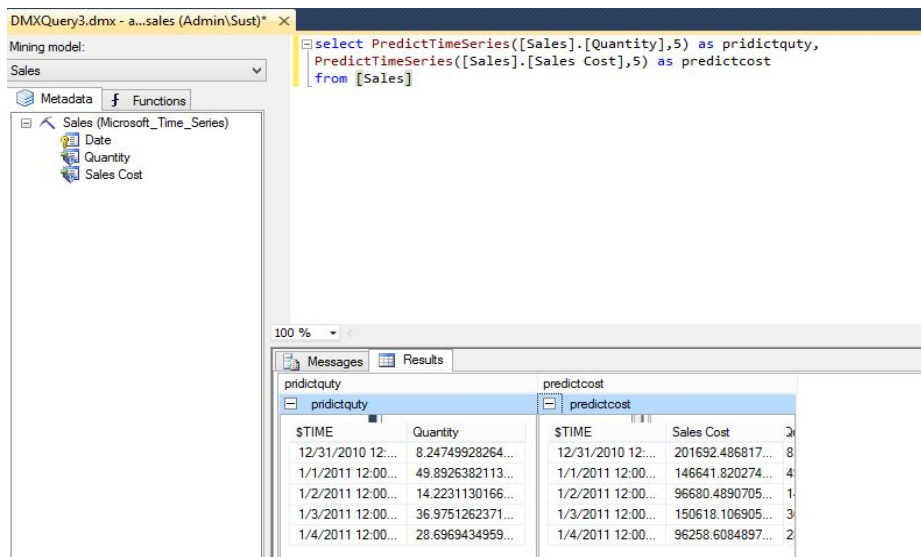 DMXQuery3.dmx - a...sales (Admin\Sust)* ×
Mining model:
Sales
Metadata
Functions
Sales (Microsoft_Time_Series)
Date
Quantity
Sales Cost
select PredictTimeSeries([Sales].[Quantity],5) as pridictquty,
PredictTimeSeries([Sales].[Sales Cost],5) as predictcost
from [Sales]
100 %
Messages
Results
pridictquty predictcost
pridictquty predictcost
$TIME Quantity $TIME Sales Cost
12/31/2010 12:... 8.24749928264... 12/31/2010 12:... 201692.486817... 8
1/1/2011 12:00... 49.8926382113... 1/1/2011 12:00... 146641.820274... 4
1/2/2011 12:00... 14.2231130166... 1/2/2011 12:00... 96680.4890705... 1
1/3/2011 12:00... 36.9751262371... 1/3/2011 12:00... 150618.106905... 3
1/4/2011 12:00... 28.6969434959... 1/4/2011 12:00... 96258.6084897... 2